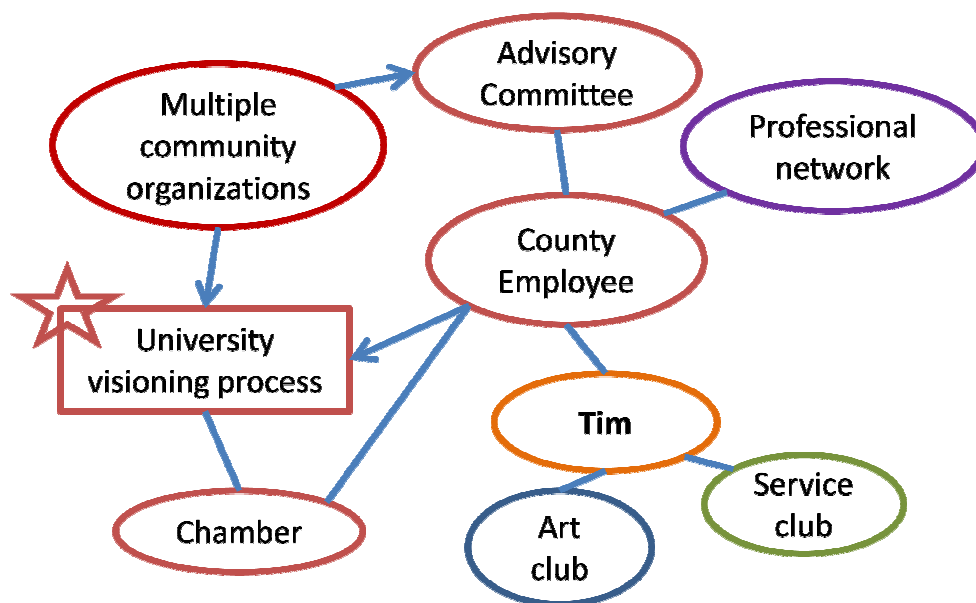 Advisory
Committee
Multiple
community
organizations
Professional
network
County
Employee
University
visioning process
Tim
Service
club
Chamber
Art
club